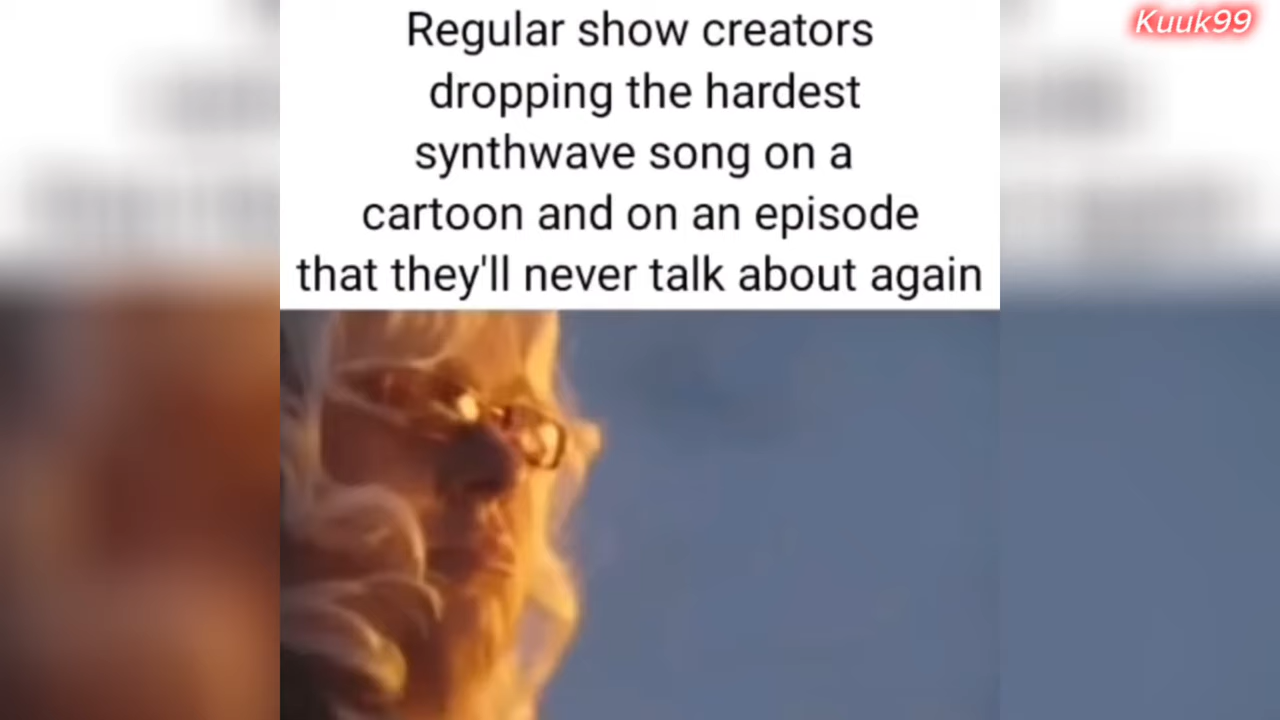 Kuuk99
Regular show creators
dropping the hardest
synthwave song on a
cartoon and on an episode
that they'll never talk about again